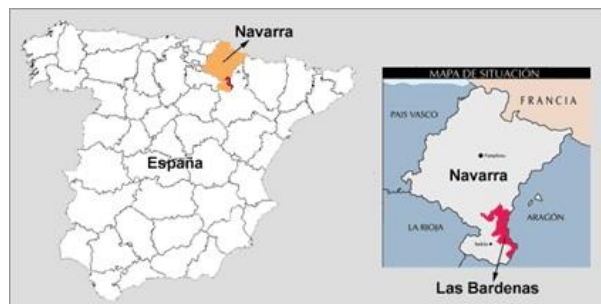 Navarra
España
MAPA DE SITUACIÓN
FRANCIA
PAIS VASCO
Pamplona
Navarra
ARAGÓN
LA RIOJA
Tudela
Las Bardenas